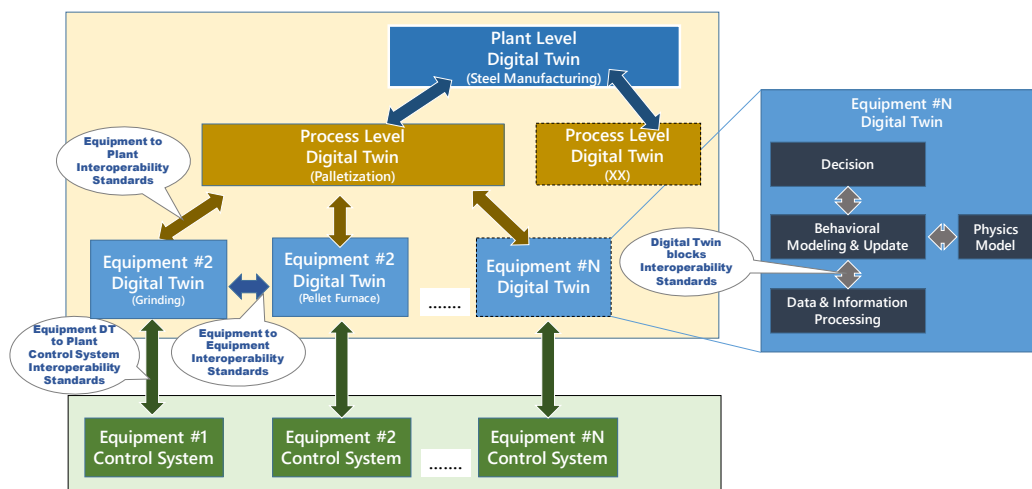 Plant Level
Digital Twin
(Steel Manufacturing)
Process Level
Digital Twin
(Palletization)
Process Level
Digital Twin
(XX)
Equipment to
Plant
Interoperability
Standards
Equipment #2
Digital Twin
(Grinding)
Equipment #2
Digital Twin
(Pellet Furnace)
.......
Equipment #N
Digital Twin
Equipment DT
to Plant
Control System
Interoperability
Standards
Equipment to
Equipment
Interoperability
Standards
Equipment #1
Control System
Equipment #2
Control System
.......
Equipment #N
Control System
Equipment #N
Digital Twin
Decision
Behavioral
Modeling & Update
Physics
Model
Digital Twin
blocks
Interoperability
Standards
Data & Information
Processing